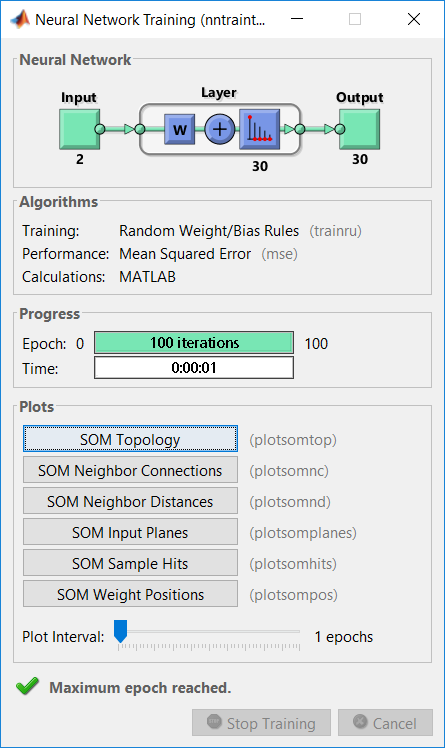 Neural Network Training (nntraint...
Neural Network
Input
Layer
Output
W
2
30
30
Algorithms
Training: Random Weight/Bias Rules (trainru)
Performance: Mean Squared Error (mse)
Calculations: MATLAB
Progress
Epoch: 0 100 iterations 100
Time: 0:00:01
Plots
SOM Topology (plotsomtop)
SOM Neighbor Connections (plotsomnc)
SOM Neighbor Distances (plotsomnd)
SOM Input Planes (plotsomplanes)
SOM Sample Hits (plotsomhits)
SOM Weight Positions (plotsompos)
Plot Interval: 1 epochs
Maximum epoch reached.
Stop Training Cancel